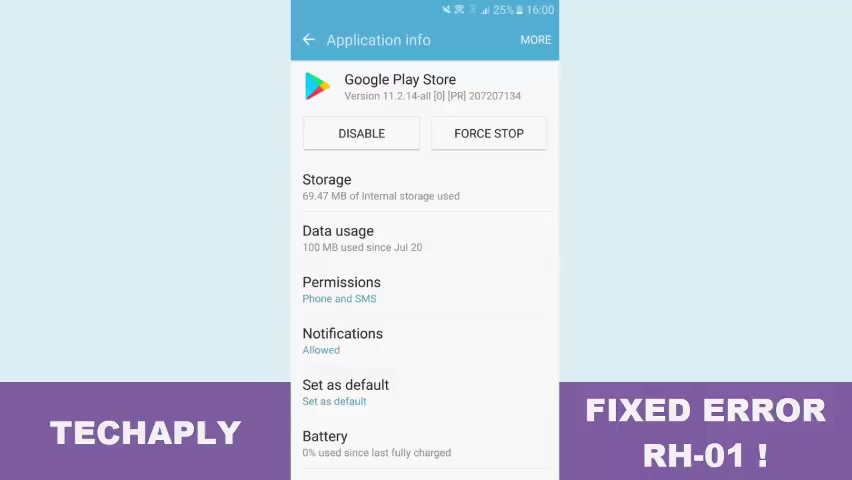 25% 16:00
Application info
MORE
Google Play Store
Version 11.2.14-all [0] [PR] 207207134
DISABLE
FORCE STOP
Storage
69.47 MB of Internal storage used
Data usage
100 MB used since Jul 20
Permissions
Phone and SMS
Notifications
Allowed
Set as default
Set as default
Battery
0% used since last fully charged
TECHAPLY
FIXED ERROR
RH-01 !